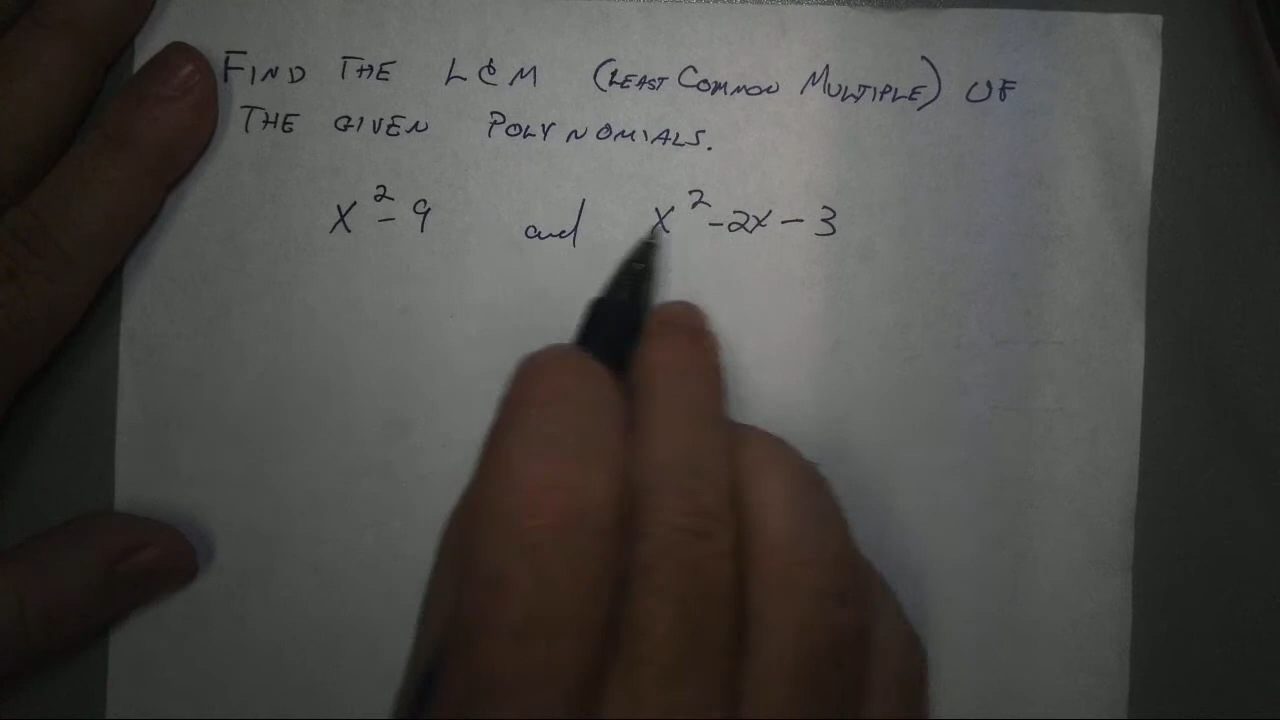 FIND THE LCM (LEAST COMMON MULTIPLE) OF
THE GIVEN POLYNOMIALS.
x² - 9 and x² - 2x - 3